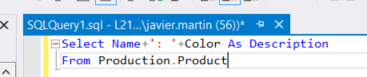 SQLQuery1.sql - L21...\javier.martin (56))*
Select Name+': '+Color As Description
From Production.Product